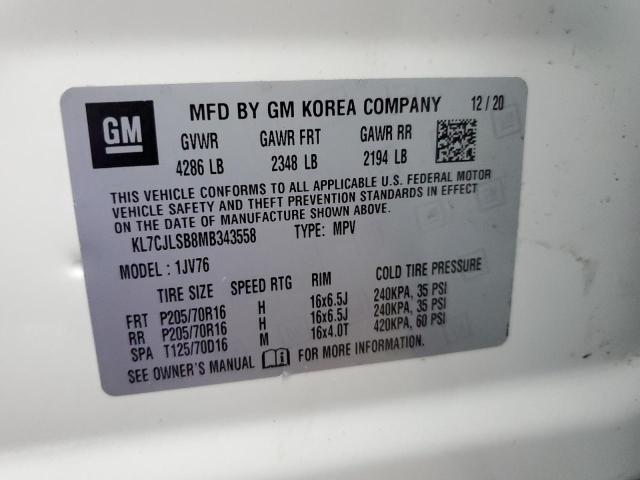 GM
MFD BY GM KOREA COMPANY 12/20
GVWR GAWR FRT GAWR RR
4286 LB 2348 LB 2194 LB
THIS VEHICLE CONFORMS TO ALL APPLICABLE U.S. FEDERAL MOTOR
VEHICLE SAFETY AND THEFT PREVENTION STANDARDS IN EFFECT
ON THE DATE OF MANUFACTURE SHOWN ABOVE.
KL7CJLSB8MB343558 TYPE: MPV
MODEL : 1JV76
TIRE SIZE SPEED RTG RIM COLD TIRE PRESSURE
FRT P205/70R16 H 16x6.5J 240KPA, 35 PSI
RR P205/70R16 H 16x6.5J 240KPA, 35 PSI
SPA T125/70D16 M 16x4.0T 420KPA, 60 PSI
SEE OWNER'S MANUAL FOR MORE INFORMATION.